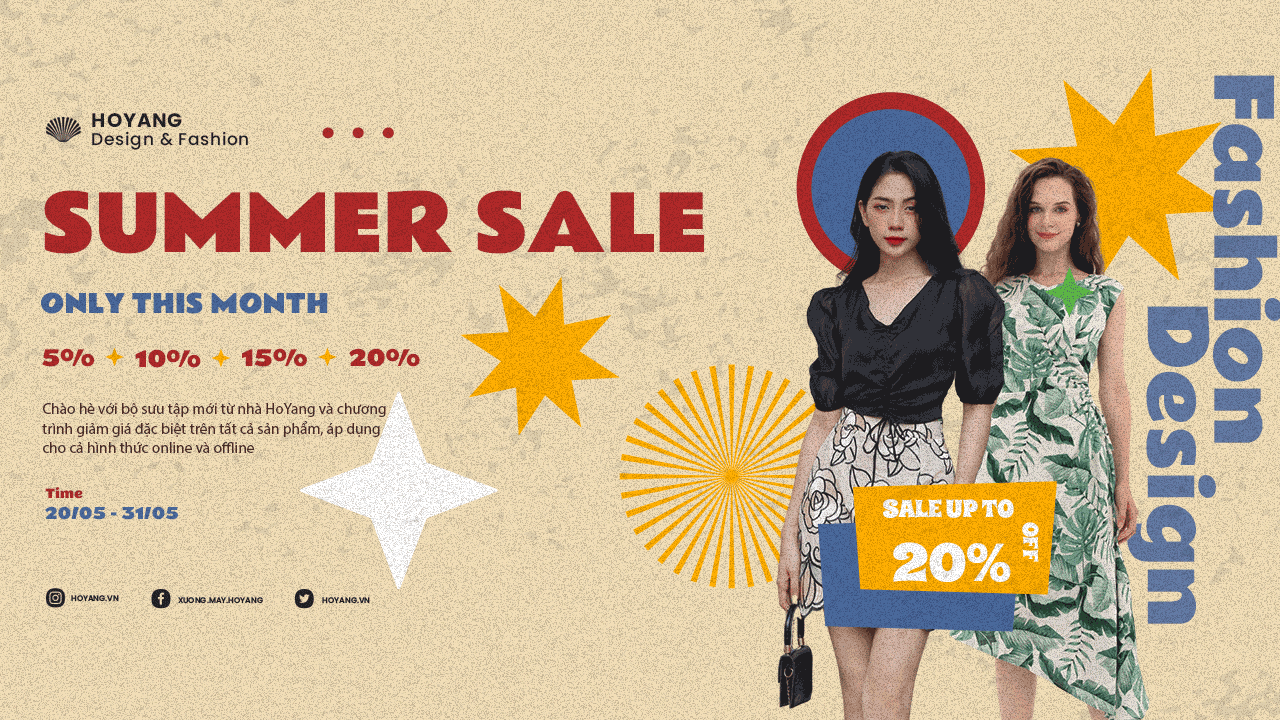 HOYANG
Design & Fashion
SUMMER SALE
ONLY THIS MONTH
5% 10% 15% 20%
Chào hè với bộ sưu tập mới từ nhà HoYang và chương
trình giảm giá đặc biệt trên tất cả sản phẩm, áp dụng
cho cả hình thức online và offline
Time
20/05 - 31/05
HOYANG.VN
XUONG.MAY.HOYANG
HOYANG.VN
SALE UP TO
20%
OFF
Fashion
Design